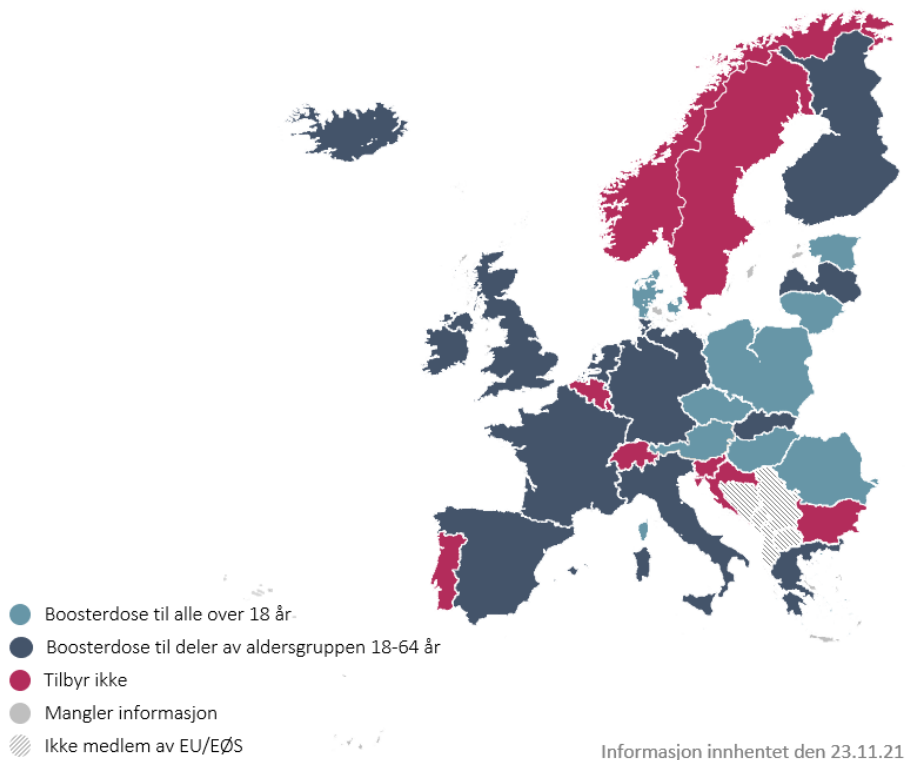 Boosterdose til alle over 18 år
Boosterdose til deler av aldersgruppen 18-64 år
Tilbyr ikke
Mangler informasjon
Ikke medlem av EU/EØS
Informasjon innhentet den 23.11.21